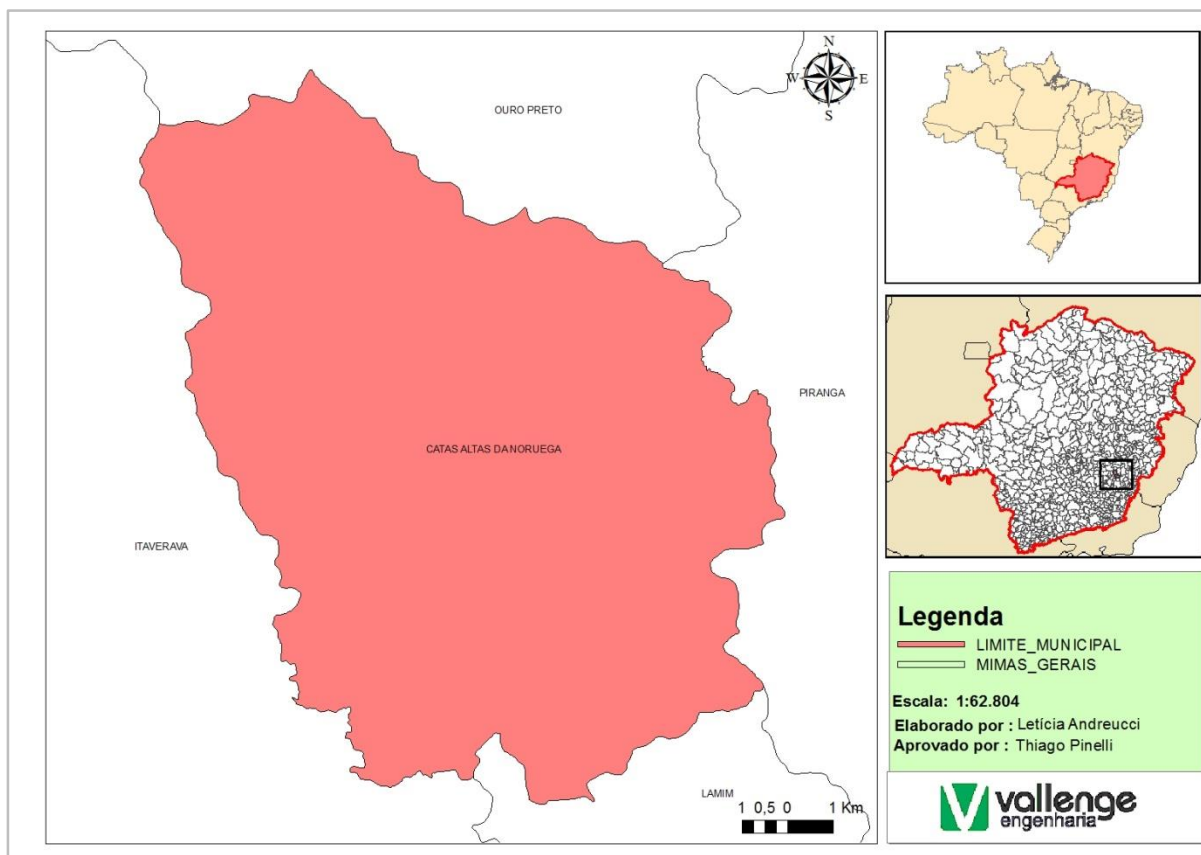 N
W E
S
OURO PRETO
PIRANGA
CATAS ALTAS DA NORUEGA
ITAVERAVA
LAMIM
1 0,5 0 1 Km
Legenda
LIMITE_MUNICIPAL
MIMAS_GERAIS
Escala: 1:62.804
Elaborado por : Letícia Andreucci
Aprovado por : Thiago Pinelli
vallenge
engenharia